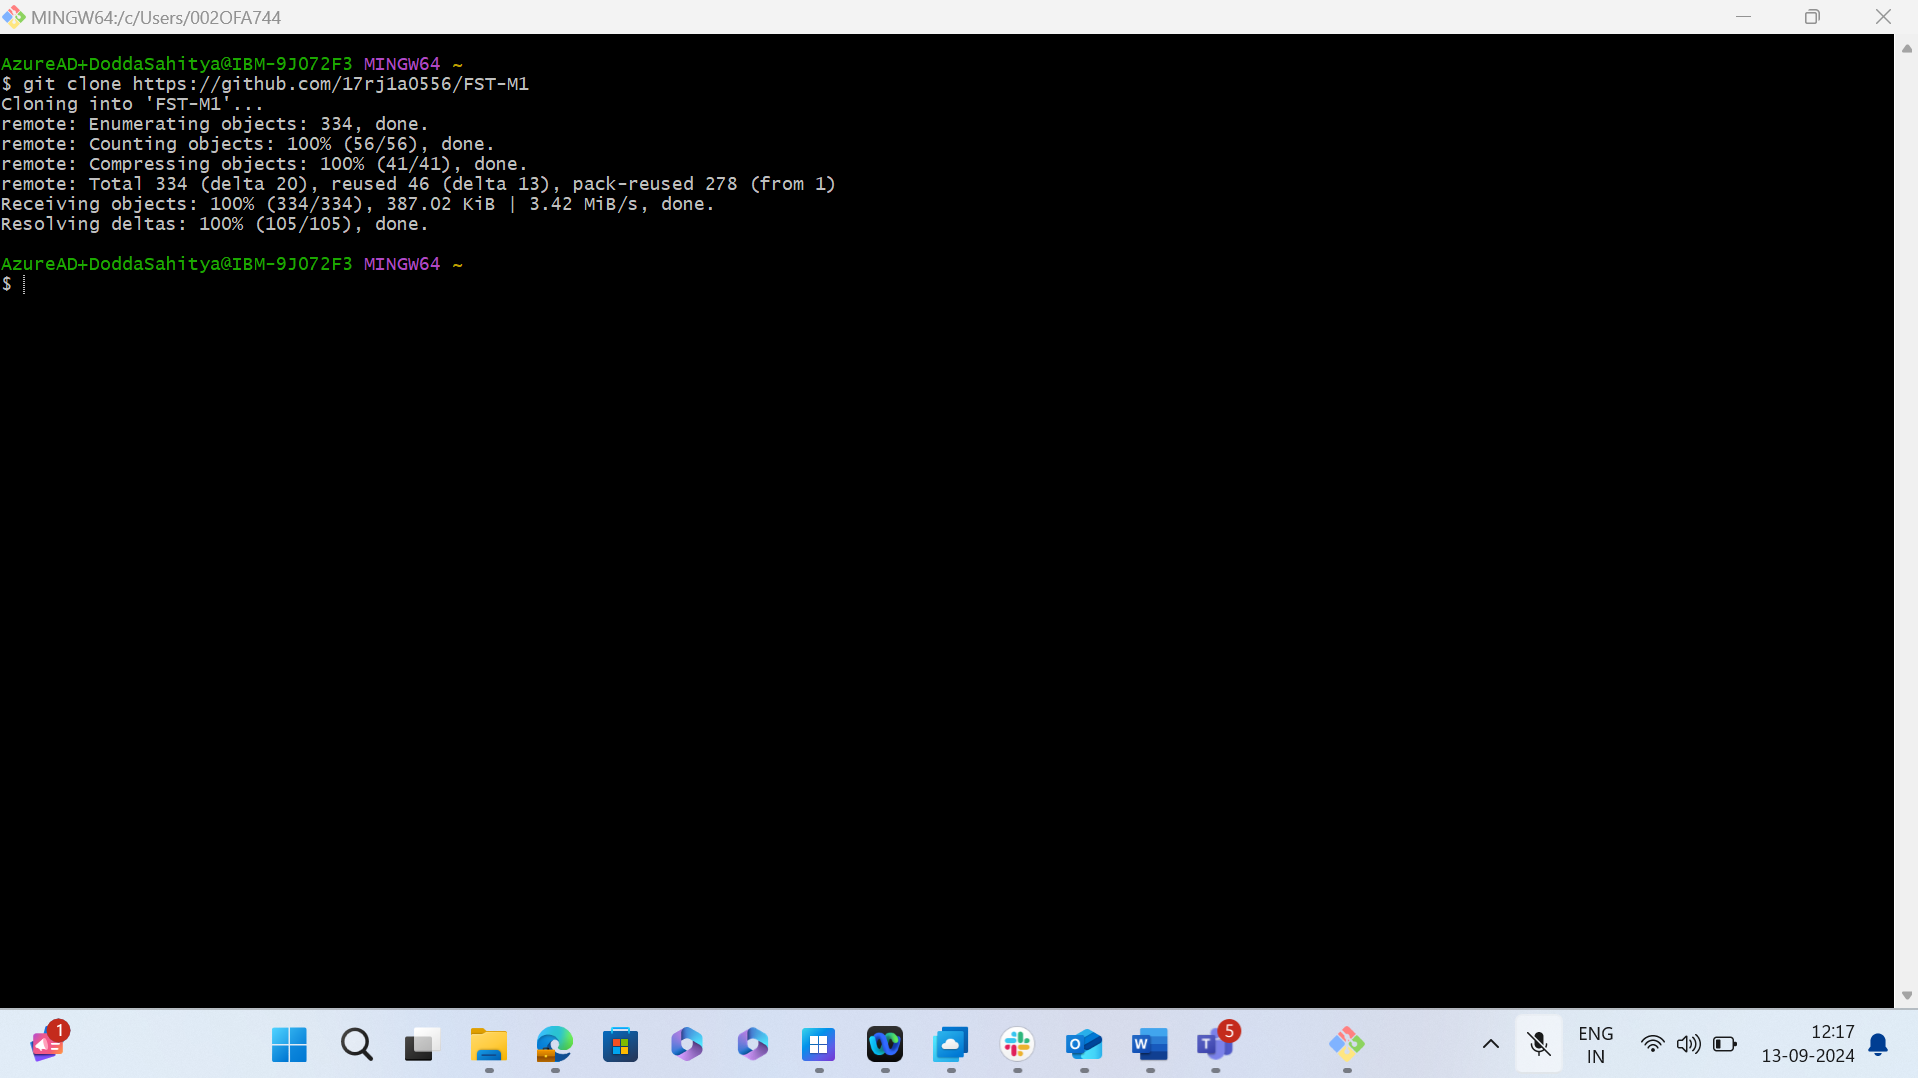 MINGW64:/c/Users/002OFA744
AzureAD+DoddaSahitya@IBM-9JO72F3 MINGW64 ~
$ git clone https://github.com/17rj1a0556/FST-M1
Cloning into 'FST-M1'...
remote: Enumerating objects: 334, done.
remote: Counting objects: 100% (56/56), done.
remote: Compressing objects: 100% (41/41), done.
remote: Total 334 (delta 20), reused 46 (delta 13), pack-reused 278 (from 1)
Receiving objects: 100% (334/334), 387.02 KiB | 3.42 MiB/s, done.
Resolving deltas: 100% (105/105), done.
AzureAD+DoddaSahitya@IBM-9JO72F3 MINGW64 ~
$
1
5
ENG
IN
12:17
13-09-2024